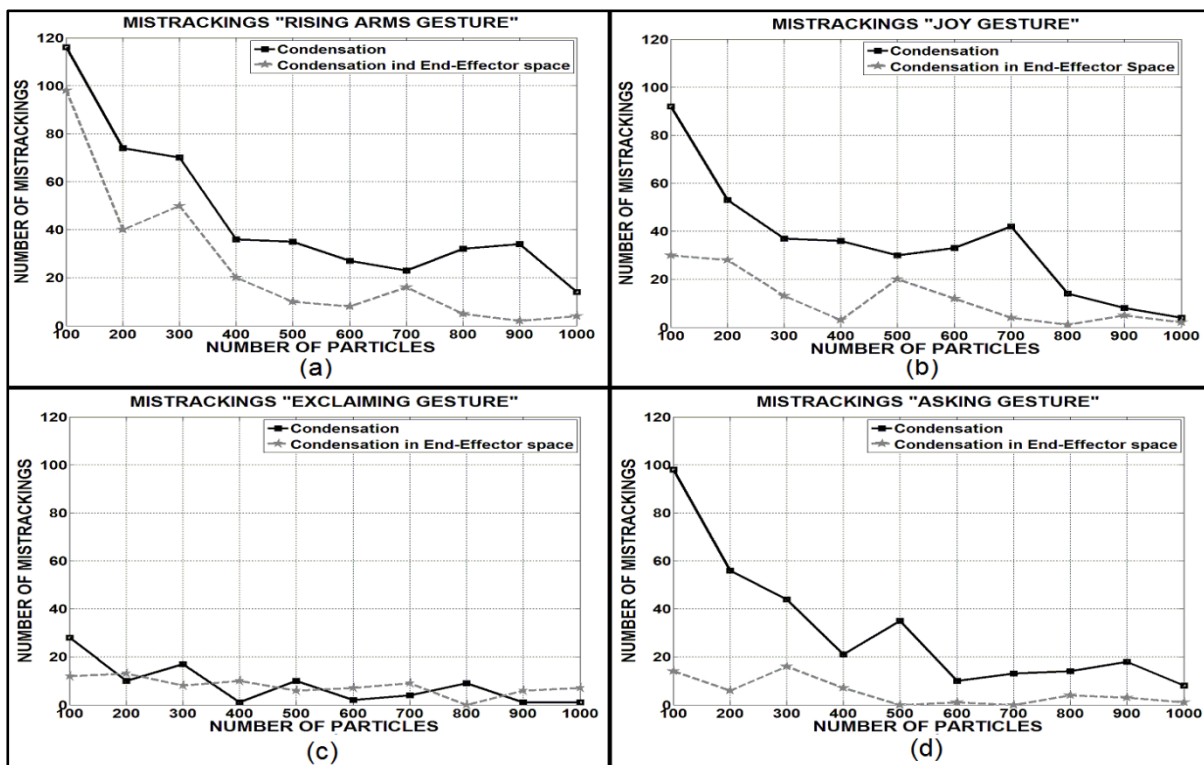 MISTRACKINGS "RISING ARMS GESTURE"
120
100
80
60
40
20
0
NUMBER OF MISTRACKINGS
Condensation
Condensation ind End-Effector space
100 200 300 400 500 600 700 800 900 1000
NUMBER OF PARTICLES
(a)
MISTRACKINGS "JOY GESTURE"
120
100
80
60
40
20
0
NUMBER OF MISTRACKINGS
Condensation
Condensation in End-Effector Space
100 200 300 400 500 600 700 800 900 1000
NUMBER OF PARTICLES
(b)
MISTRACKINGS "EXCLAIMING GESTURE"
120
100
80
60
40
20
0
NUMBER OF MISTRACKINGS
Condensation
Condensation in End-Effector space
100 200 300 400 500 600 700 800 900 1000
NUMBER OF PARTICLES
(c)
MISTRACKINGS "ASKING GESTURE"
120
100
80
60
40
20
0
NUMBER OF MISTRACKINGS
Condensation
Condensation in End-Effector space
100 200 300 400 500 600 700 800 900 1000
NUMBER OF PARTICLES
(d)